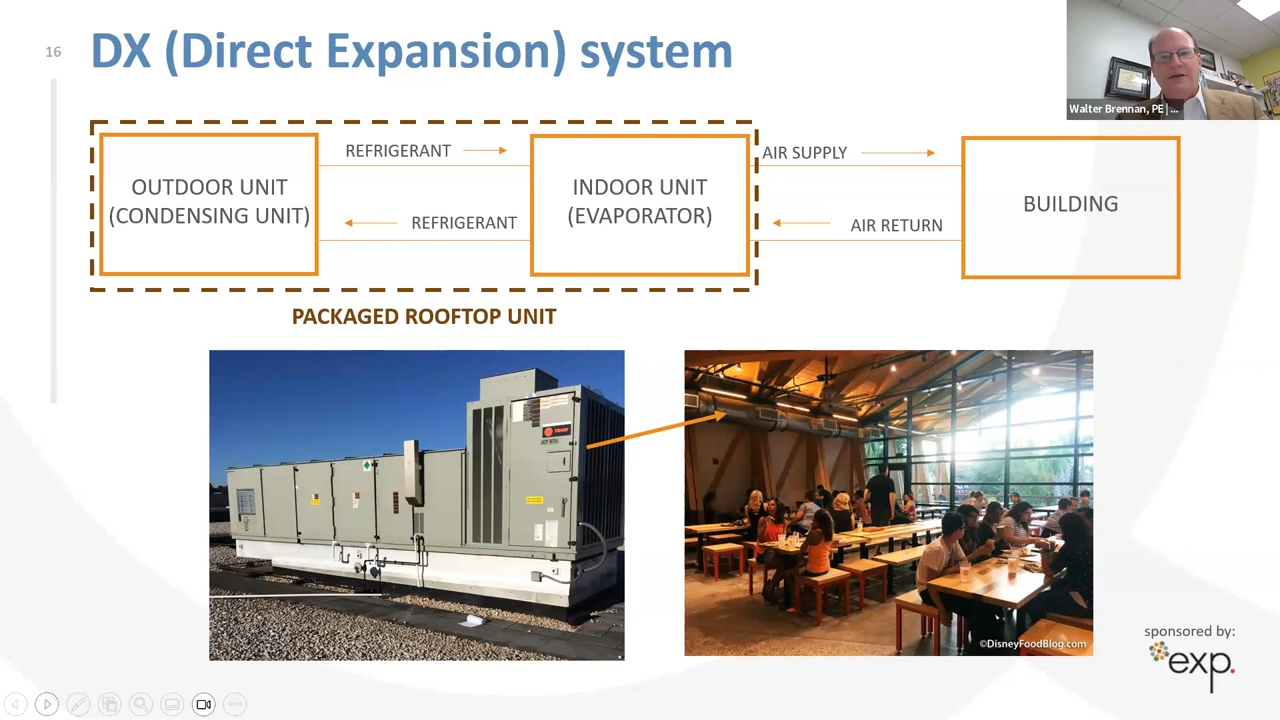 16
DX (Direct Expansion) system
Walter Brennan, PE | ...
OUTDOOR UNIT
(CONDENSING UNIT)
REFRIGERANT
REFRIGERANT
INDOOR UNIT
(EVAPORATOR)
AIR SUPPLY
AIR RETURN
BUILDING
PACKAGED ROOFTOP UNIT
TRANE
©DisneyFoodBlog.com
sponsored by:
exp.